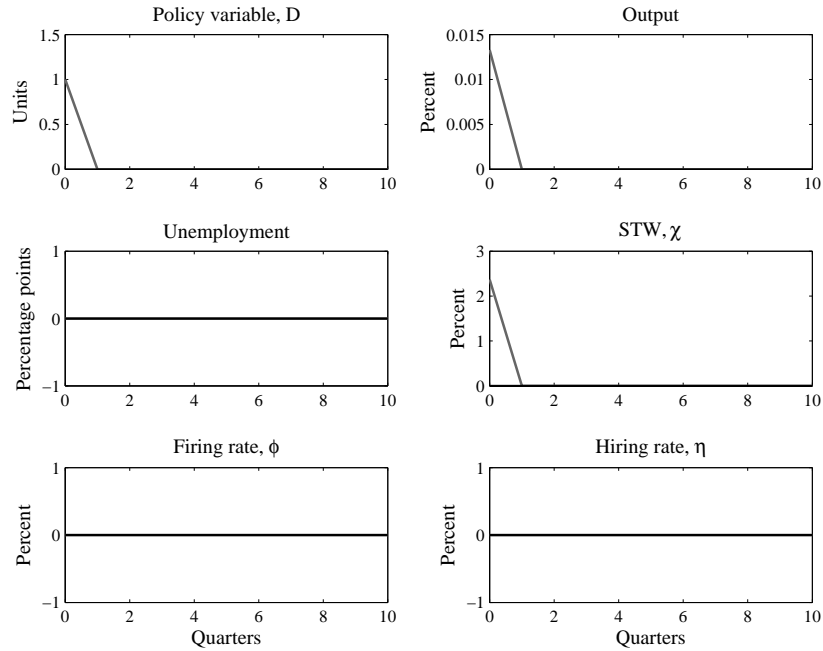 Policy variable, D
Units
1.5
1
0.5
0
0 2 4 6 8 10
Output
Percent
0.015
0.01
0.005
0
0 2 4 6 8 10
Unemployment
Percentage points
1
0
−1
0 2 4 6 8 10
STW, χ
Percent
3
2
1
0
0 2 4 6 8 10
Firing rate, ϕ
Percent
1
0
−1
0 2 4 6 8 10
Quarters
Hiring rate, η
Percent
1
0
−1
0 2 4 6 8 10
Quarters